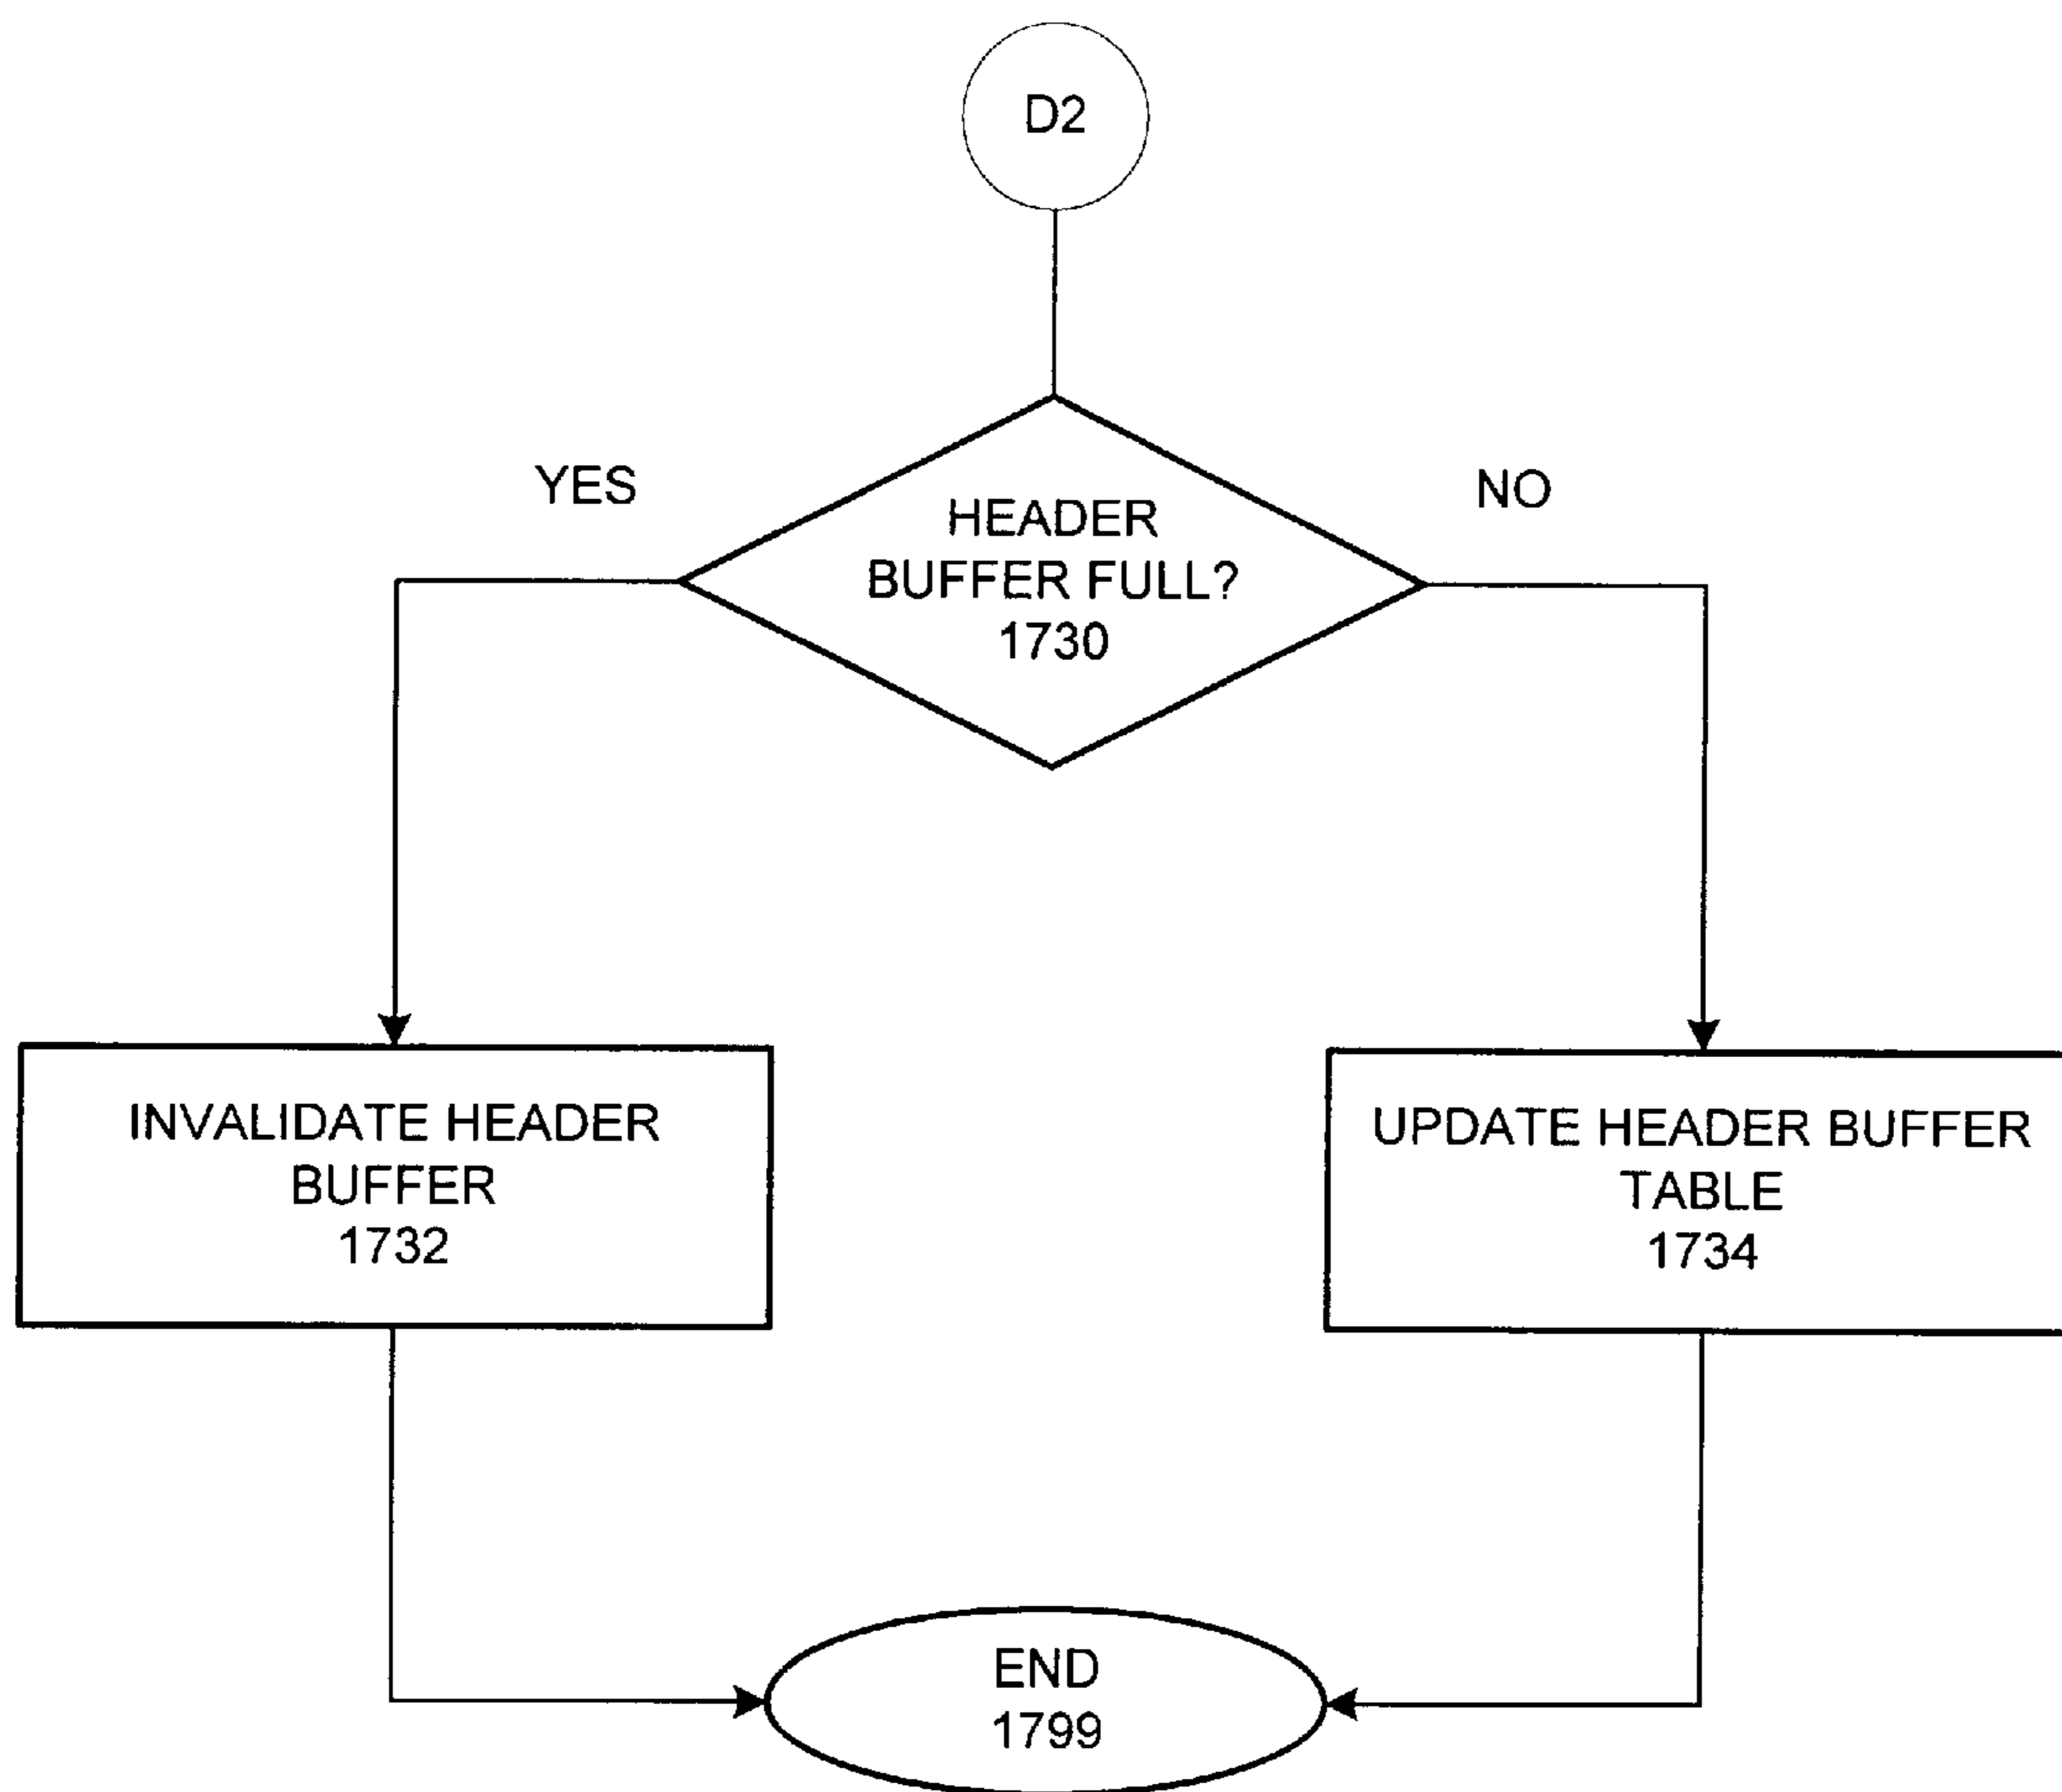 D2
YES
NO
HEADER
BUFFER FULL?
1730
INVALIDATE HEADER
BUFFER
1732
UPDATE HEADER BUFFER
TABLE
1734
END
1799